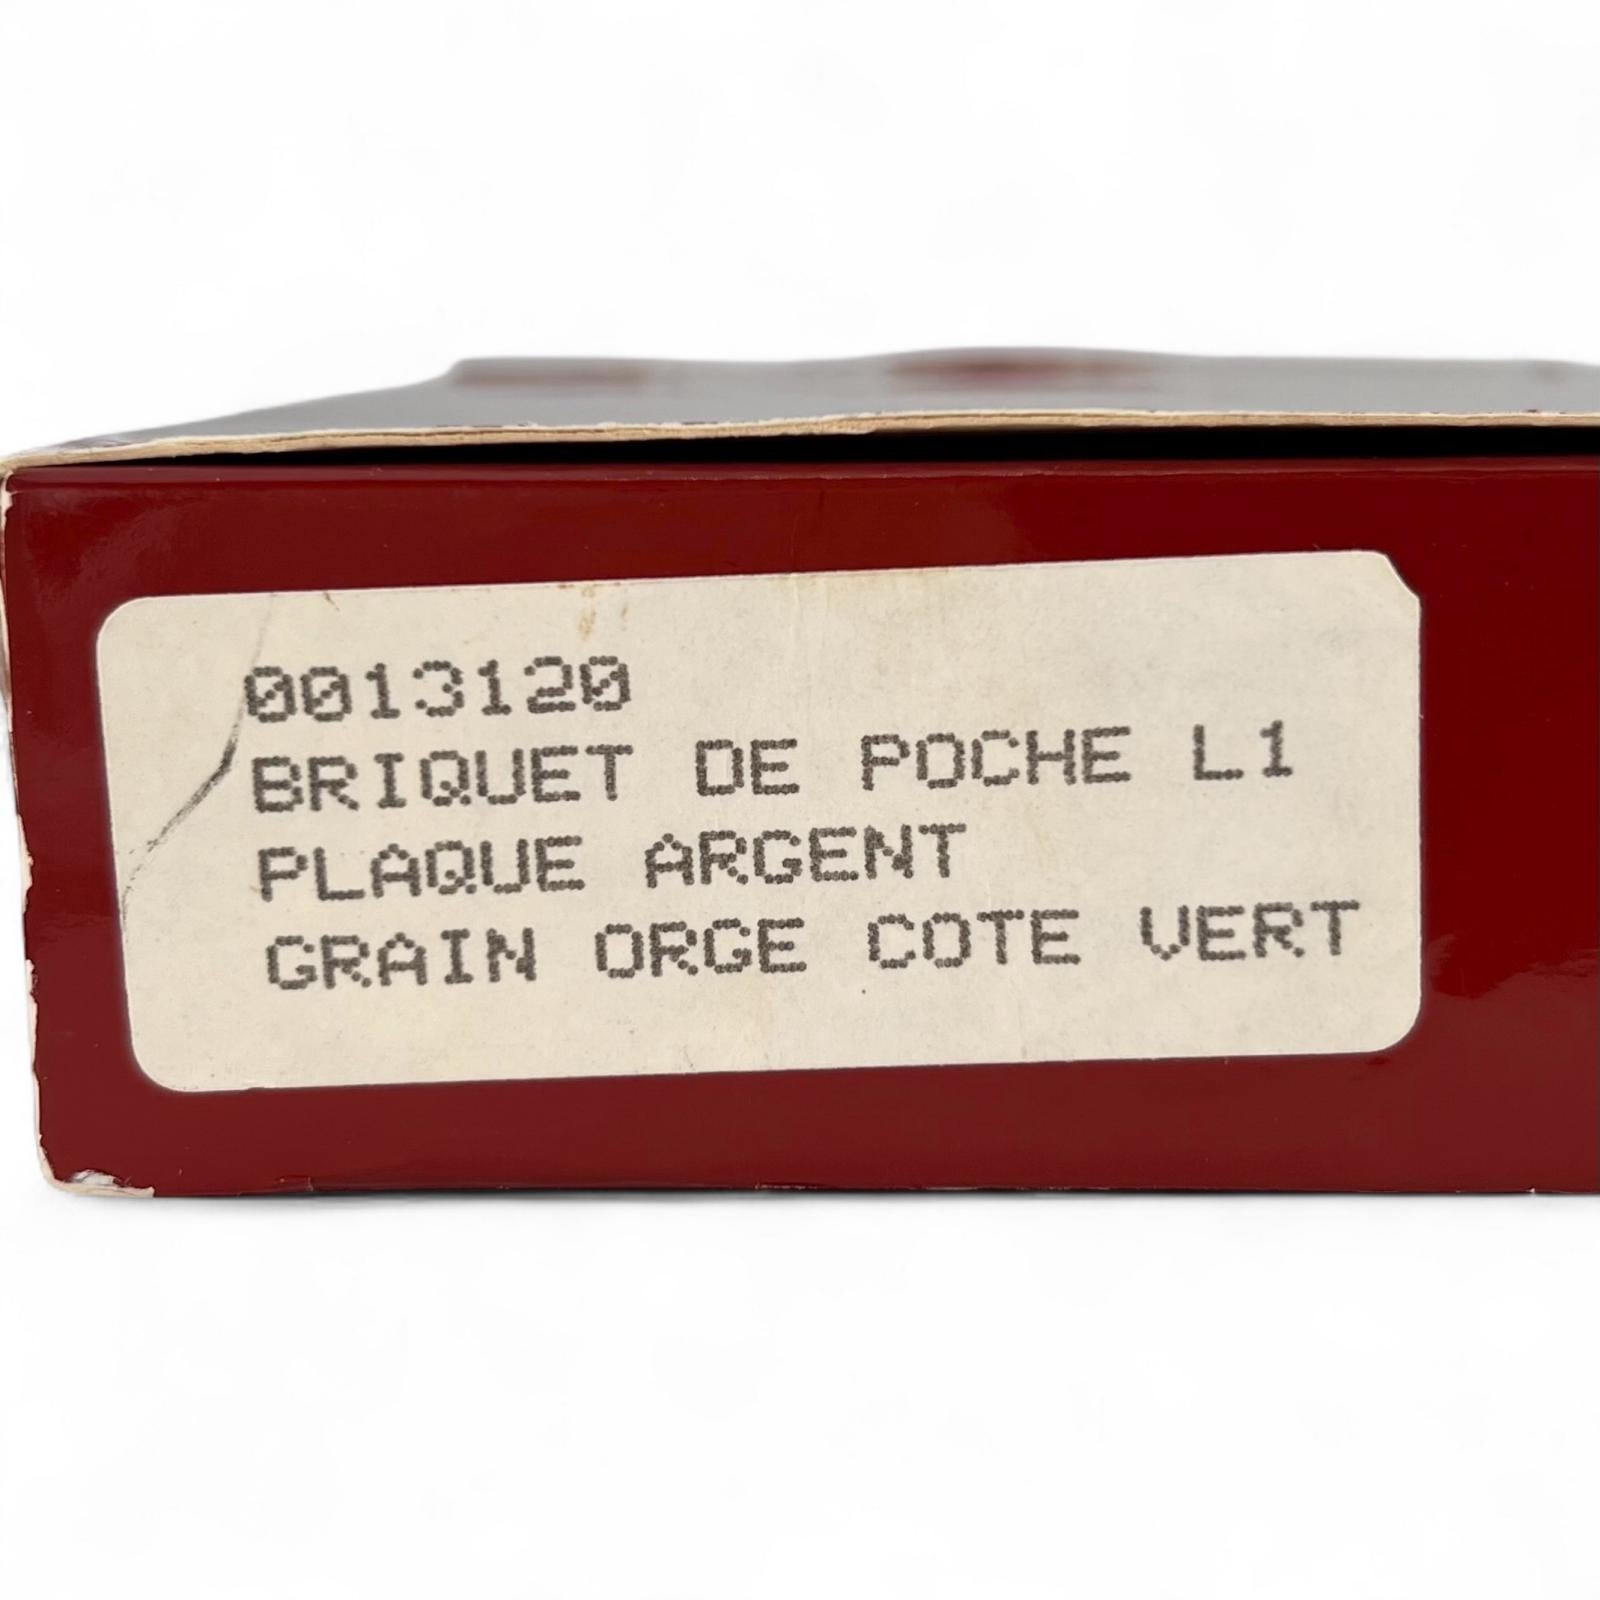 0013120
BRIQUET DE POCHE L1
PLAQUE ARGENT
GRAIN ORGE COTE VERT